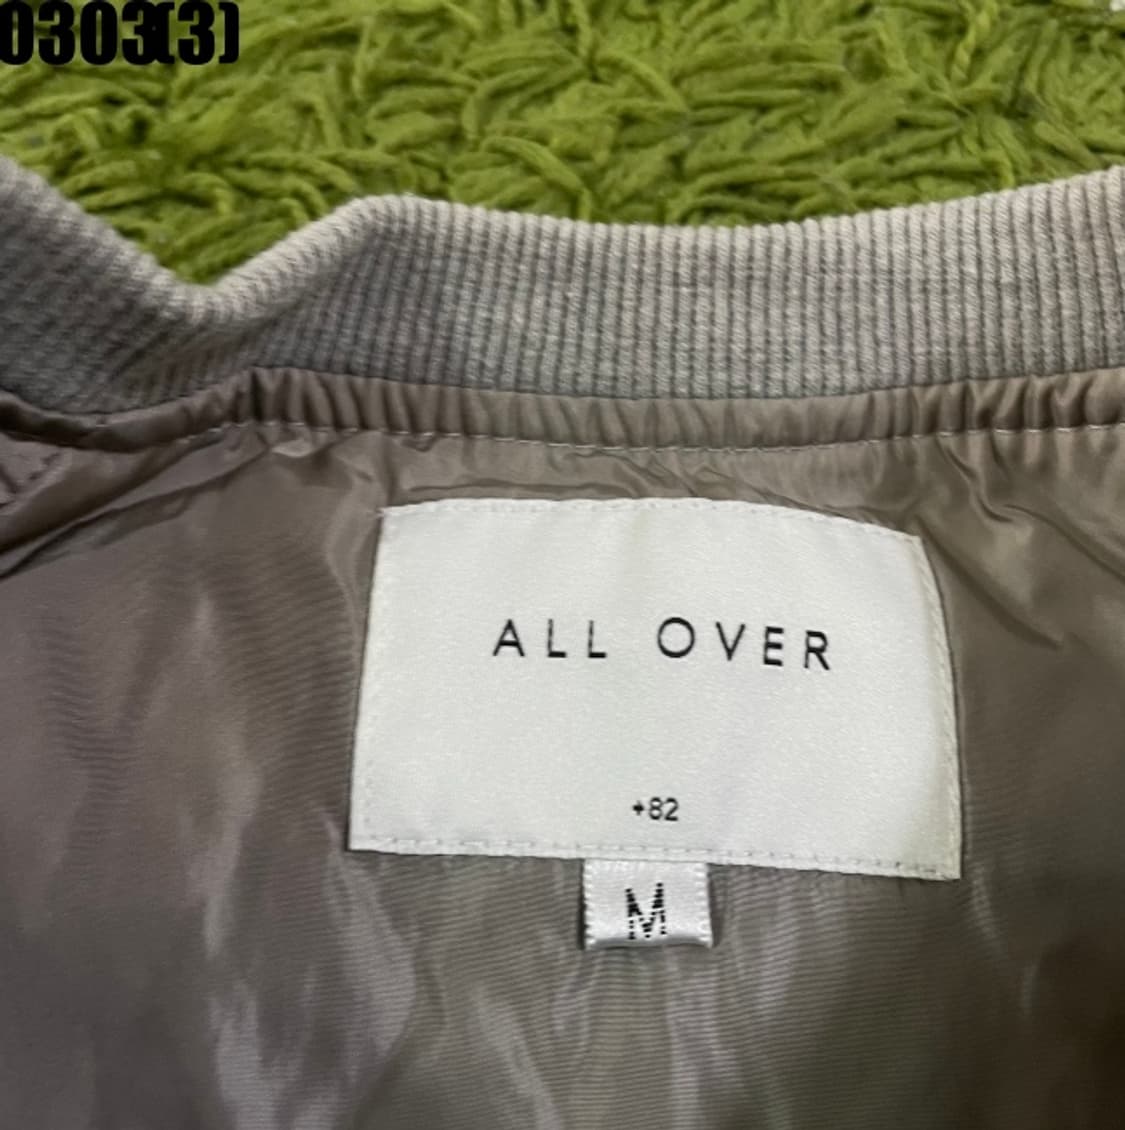 0303(3)
ALL OVER
+82
M